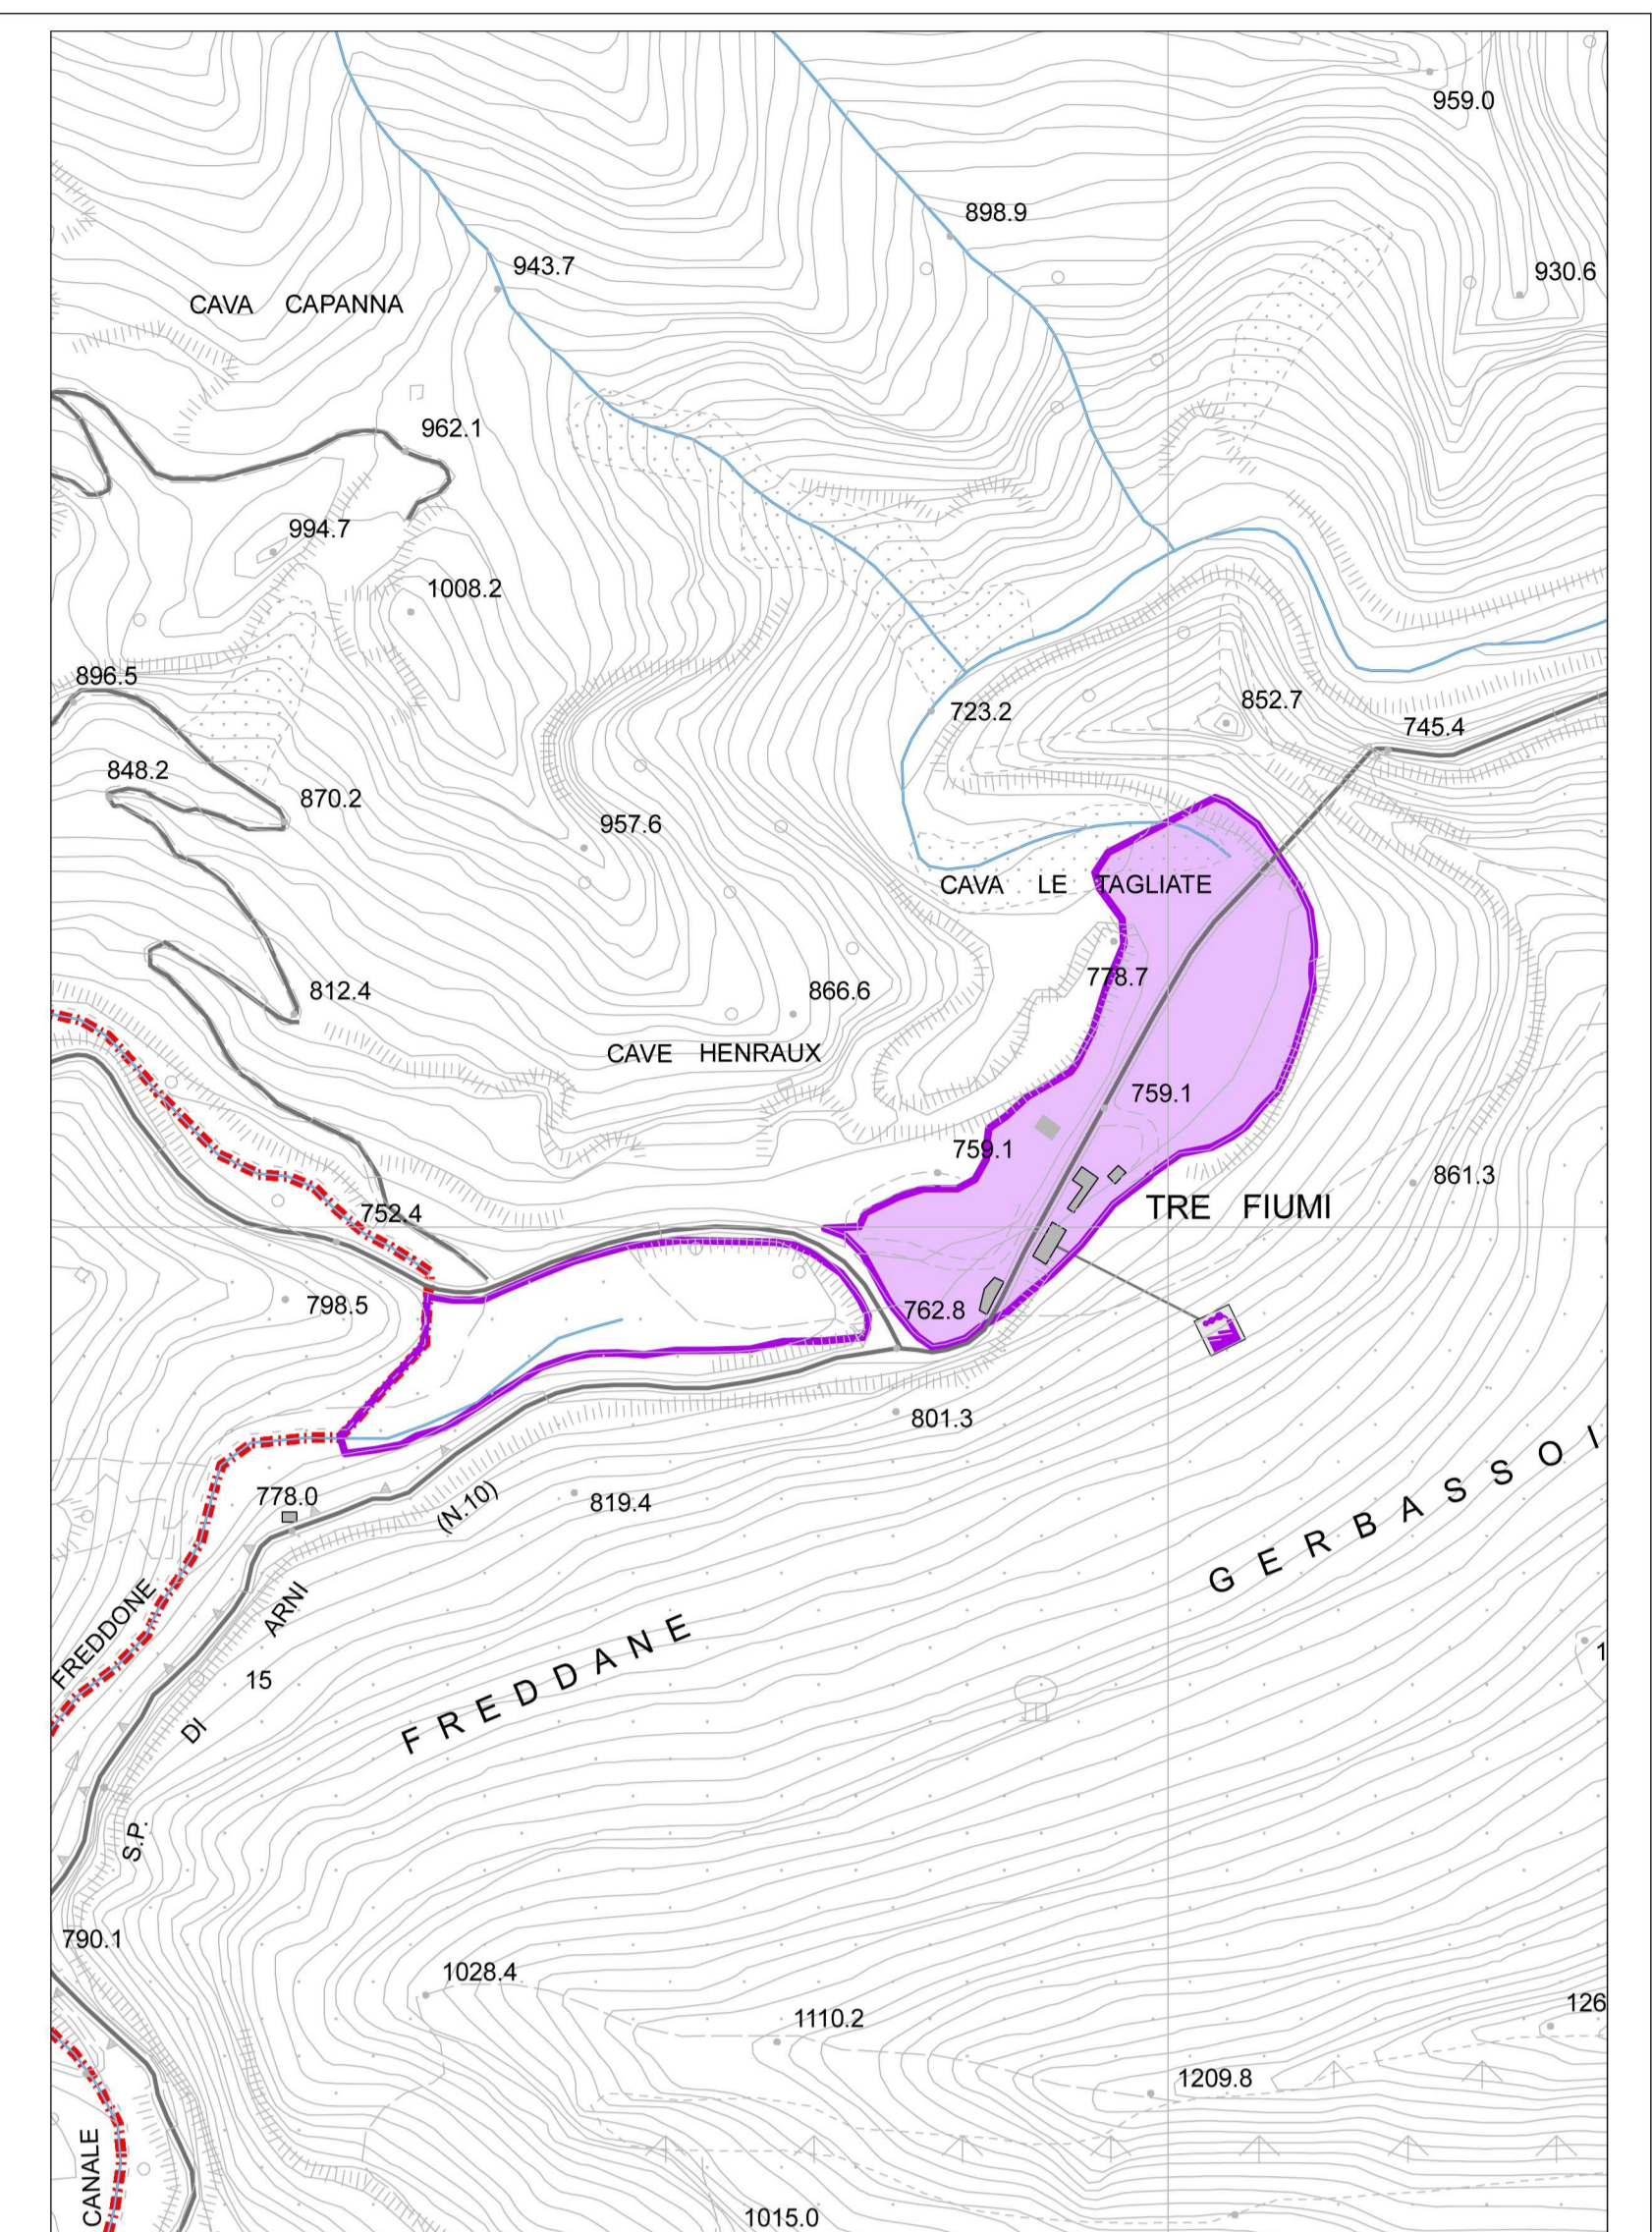 959.0
898.9
943.7
930.6
CAVA CAPANNA
962.1
994.7
1008.2
896.5
852.7
723.2
745.4
848.2
870.2
957.6
CAVA LE TAGLIATE
778.7
812.4
866.6
CAVE HENRAUX
759.1
759.1
861.3
TRE FIUMI
752.4
798.5
762.8
801.3
GERBASSOI
778.0
819.4
(N.10)
FREDDONE
ARNI
FREDDANE
15
DI
S.P.
790.1
1028.4
126
1110.2
1209.8
CANALE
1015.0